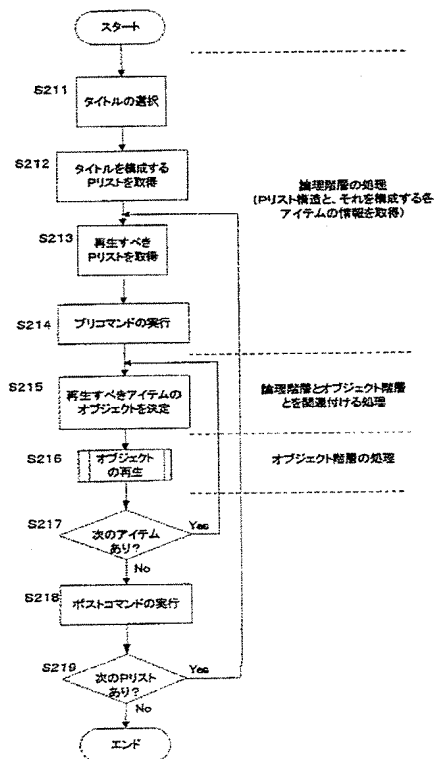 スタート
S211
タイトルの選択
S212
タイトルを構成する
Pリストを取得
論理階層の処理
(Pリスト構造と、それを構成する各
アイテムの情報を取得)
S213
再生すべき
Pリストを取得
S214
プリコマンドの実行
S215
再生すべきアイテムの
オブジェクトを決定
論理階層とオブジェクト階層
とを関連付ける処理
S216
オブジェクト
の再生
オブジェクト階層の処理
S217
次のアイテム
あり?
Yes
No
S218
ポストコマンドの実行
S219
次のPリスト
あり?
Yes
No
エンド